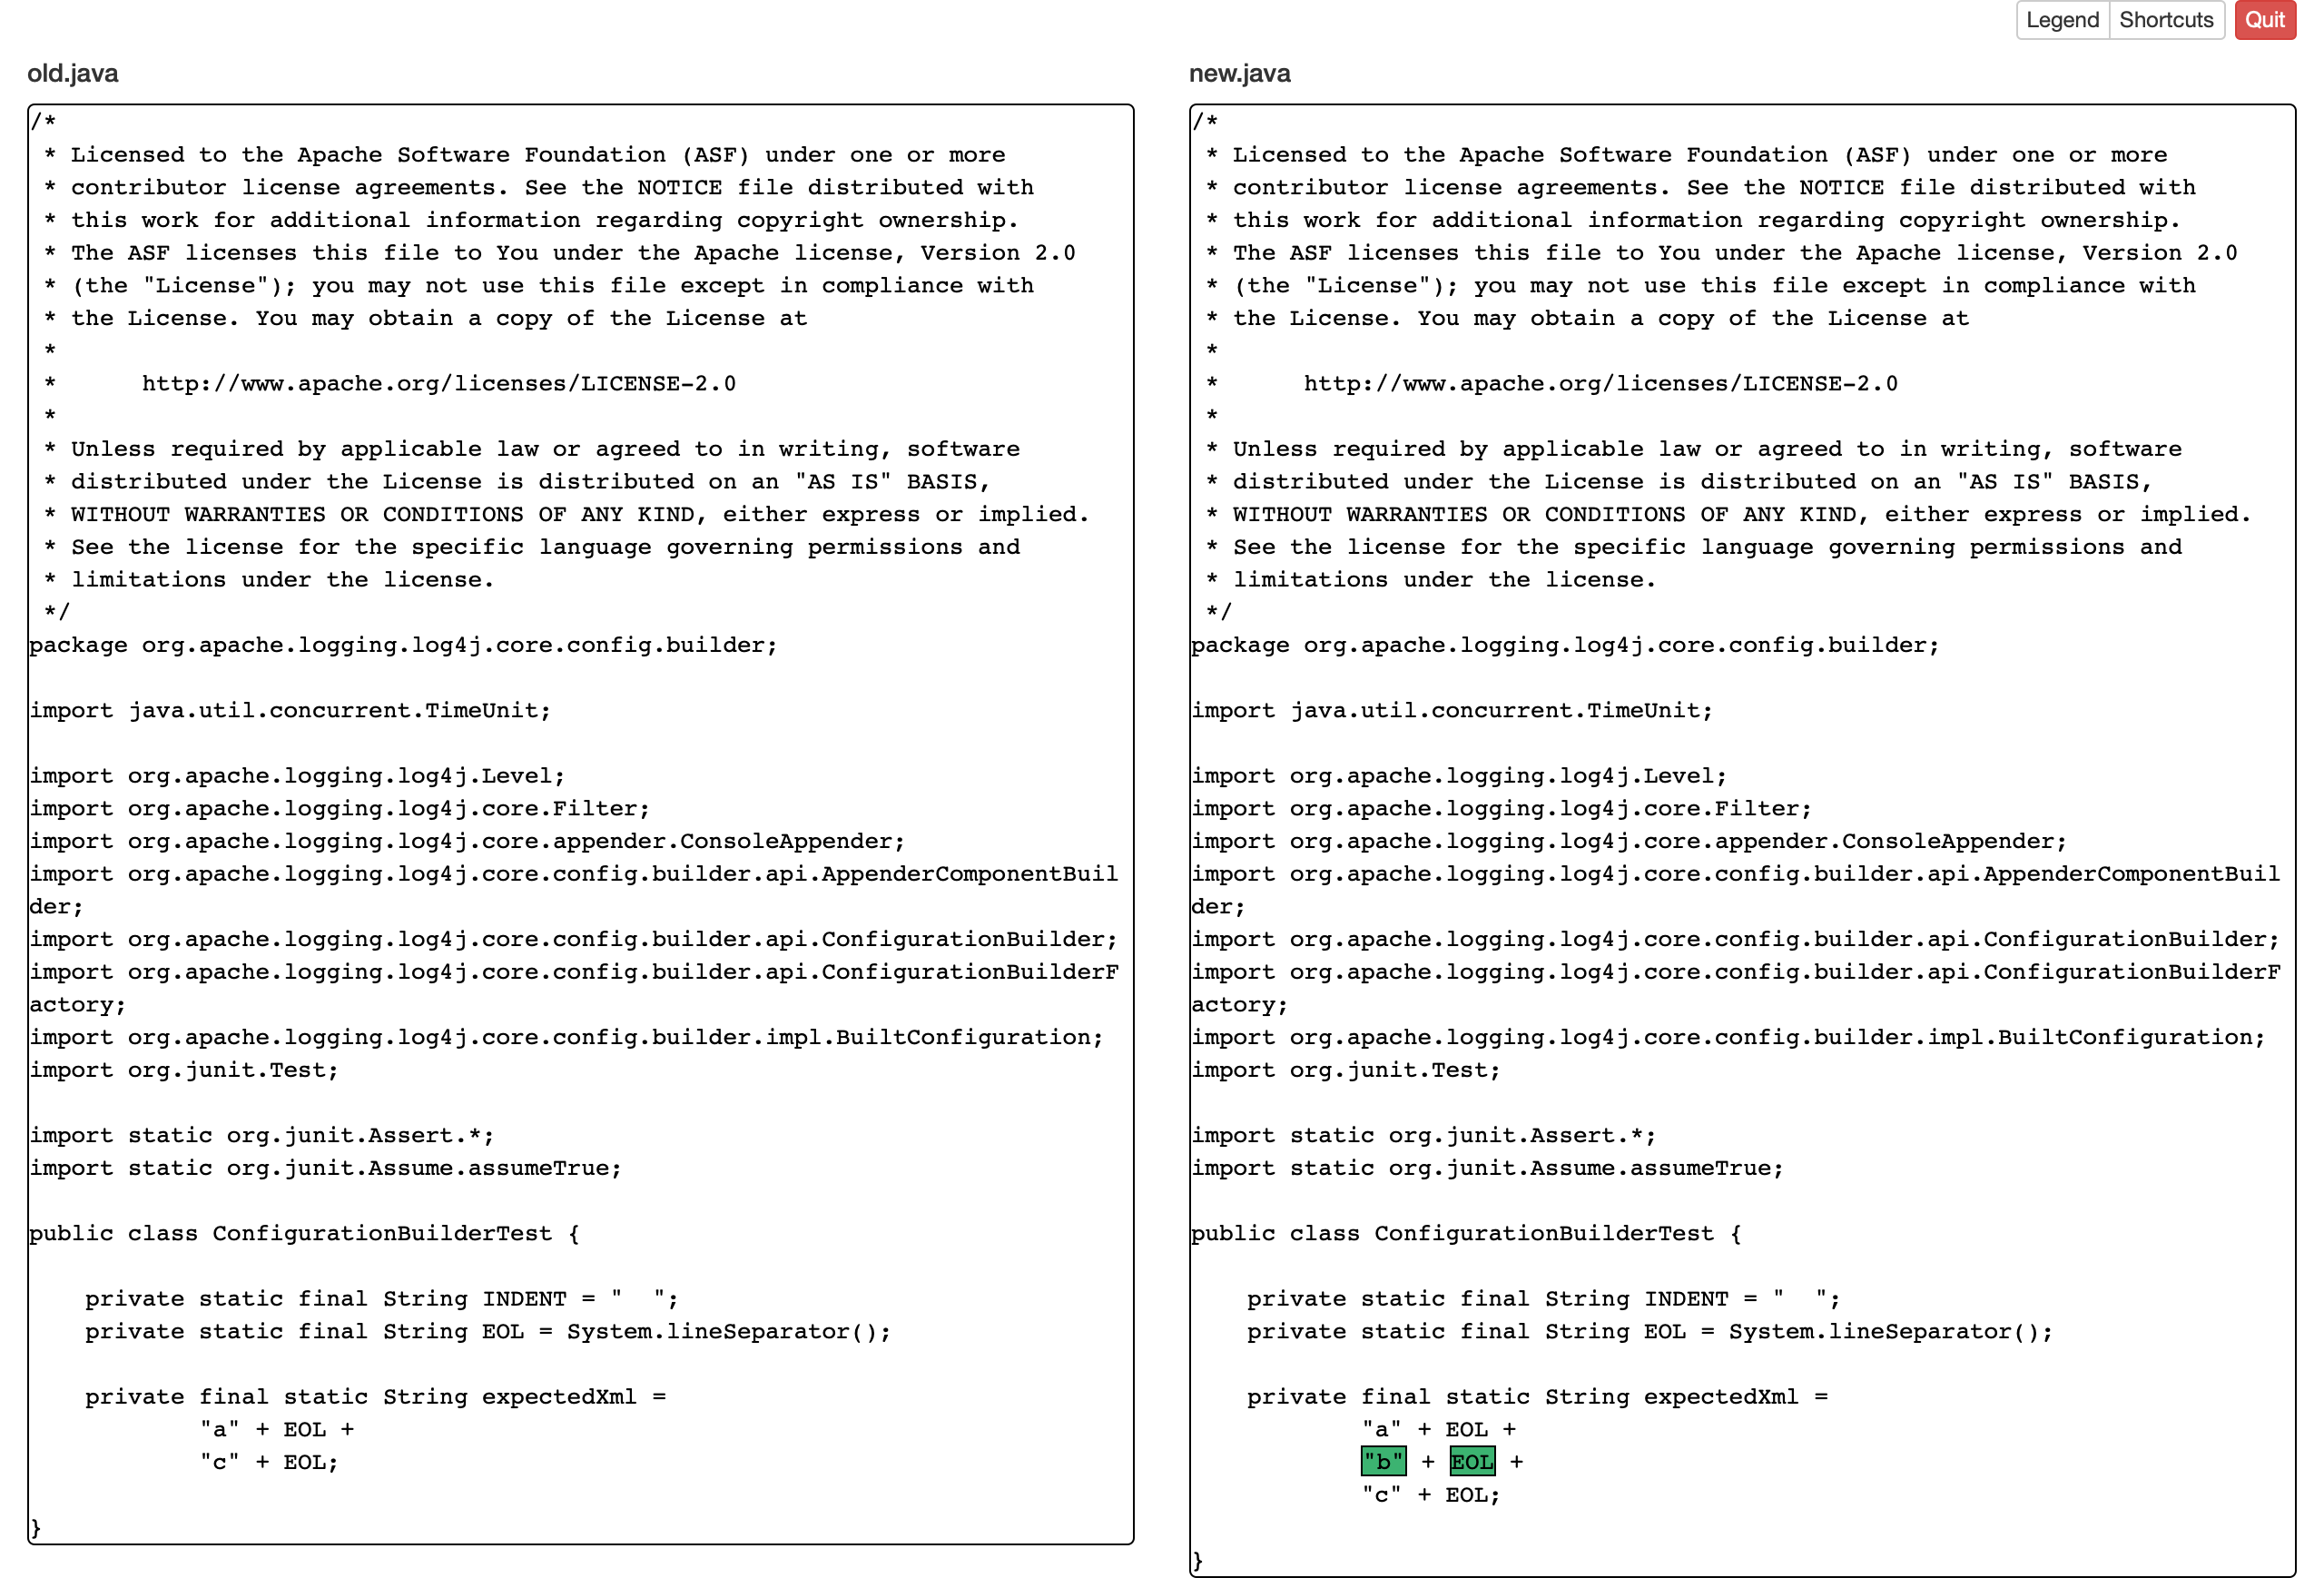 Legend Shortcuts Quit
old.java
/*
 * Licensed to the Apache Software Foundation (ASF) under one or more
 * contributor license agreements. See the NOTICE file distributed with
 * this work for additional information regarding copyright ownership.
 * The ASF licenses this file to You under the Apache license, Version 2.0
 * (the "License"); you may not use this file except in compliance with
 * the License. You may obtain a copy of the License at
 *
 *      http://www.apache.org/licenses/LICENSE-2.0
 *
 * Unless required by applicable law or agreed to in writing, software
 * distributed under the License is distributed on an "AS IS" BASIS,
 * WITHOUT WARRANTIES OR CONDITIONS OF ANY KIND, either express or implied.
 * See the license for the specific language governing permissions and
 * limitations under the license.
 */
package org.apache.logging.log4j.core.config.builder;

import java.util.concurrent.TimeUnit;

import org.apache.logging.log4j.Level;
import org.apache.logging.log4j.core.Filter;
import org.apache.logging.log4j.core.appender.ConsoleAppender;
import org.apache.logging.log4j.core.config.builder.api.AppenderComponentBuil
der;
import org.apache.logging.log4j.core.config.builder.api.ConfigurationBuilder;
import org.apache.logging.log4j.core.config.builder.api.ConfigurationBuilderF
actory;
import org.apache.logging.log4j.core.config.builder.impl.BuiltConfiguration;
import org.junit.Test;

import static org.junit.Assert.*;
import static org.junit.Assume.assumeTrue;

public class ConfigurationBuilderTest {

    private static final String INDENT = "  ";
    private static final String EOL = System.lineSeparator();

    private final static String expectedXml =
            "a" + EOL +
            "c" + EOL;

}
new.java
/*
 * Licensed to the Apache Software Foundation (ASF) under one or more
 * contributor license agreements. See the NOTICE file distributed with
 * this work for additional information regarding copyright ownership.
 * The ASF licenses this file to You under the Apache license, Version 2.0
 * (the "License"); you may not use this file except in compliance with
 * the License. You may obtain a copy of the License at
 *
 *      http://www.apache.org/licenses/LICENSE-2.0
 *
 * Unless required by applicable law or agreed to in writing, software
 * distributed under the License is distributed on an "AS IS" BASIS,
 * WITHOUT WARRANTIES OR CONDITIONS OF ANY KIND, either express or implied.
 * See the license for the specific language governing permissions and
 * limitations under the license.
 */
package org.apache.logging.log4j.core.config.builder;

import java.util.concurrent.TimeUnit;

import org.apache.logging.log4j.Level;
import org.apache.logging.log4j.core.Filter;
import org.apache.logging.log4j.core.appender.ConsoleAppender;
import org.apache.logging.log4j.core.config.builder.api.AppenderComponentBuil
der;
import org.apache.logging.log4j.core.config.builder.api.ConfigurationBuilder;
import org.apache.logging.log4j.core.config.builder.api.ConfigurationBuilderF
actory;
import org.apache.logging.log4j.core.config.builder.impl.BuiltConfiguration;
import org.junit.Test;

import static org.junit.Assert.*;
import static org.junit.Assume.assumeTrue;

public class ConfigurationBuilderTest {

    private static final String INDENT = "  ";
    private static final String EOL = System.lineSeparator();

    private final static String expectedXml =
            "a" + EOL +
            "b" + EOL +
            "c" + EOL;

}